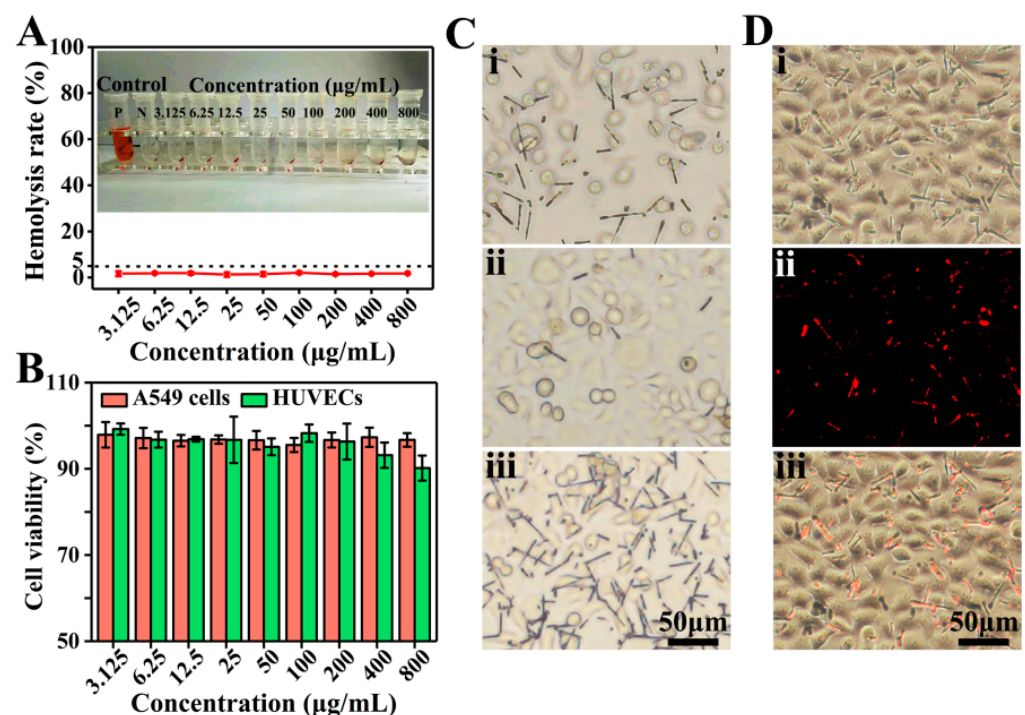 A
Hemolysis rate (%)
100
80
60
40
20
5
0
Control Concentration (μg/mL)
P N 3.125 6.25 12.5 25 50 100 200 400 800
3.125 6.25 12.5 25 50 100 200 400 800
Concentration (μg/mL)
B
Cell viability (%)
110
90
70
50
A549 cells HUVECs
3.125 6.25 12.5 25 50 100 200 400 800
Concentration (μg/mL)
C
i
ii
iii
50μm
D
i
ii
iii
50μm